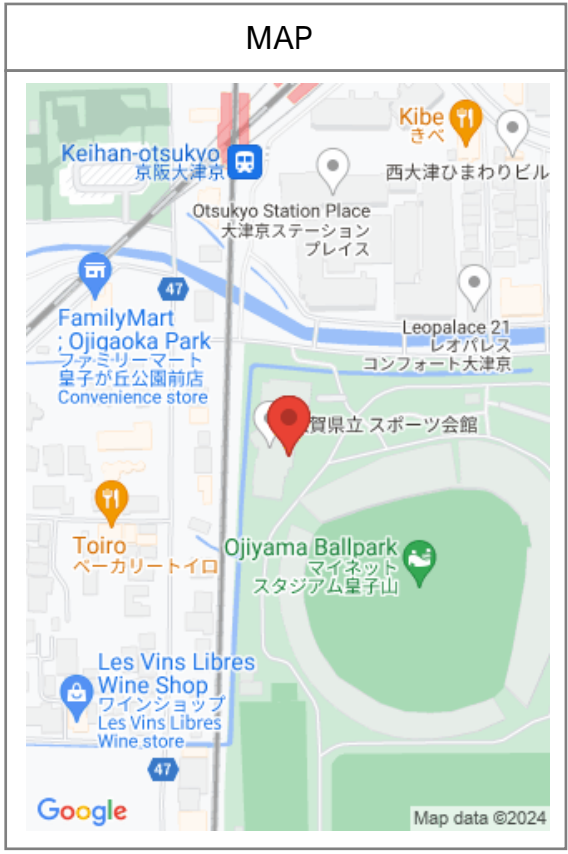 MAP
Kibe
きべ
Keihan-otsukyo
京阪大津京
西大津ひまわりビル
Otsukyo Station Place
大津京ステーション
プレイス
47
FamilyMart
; Ojigaoka Park
ファミリーマート
皇子が丘公園前店
Convenience store
Leopalace 21
レオパレス
コンフォート大津京
賀県立 スポーツ会館
Toiro
ベーカリートイロ
Ojiyama Ballpark
マイネット
スタジアム皇子山
Les Vins Libres
Wine Shop
ワインショップ
Les Vins Libres
Wine store
47
Google
Map data ©2024